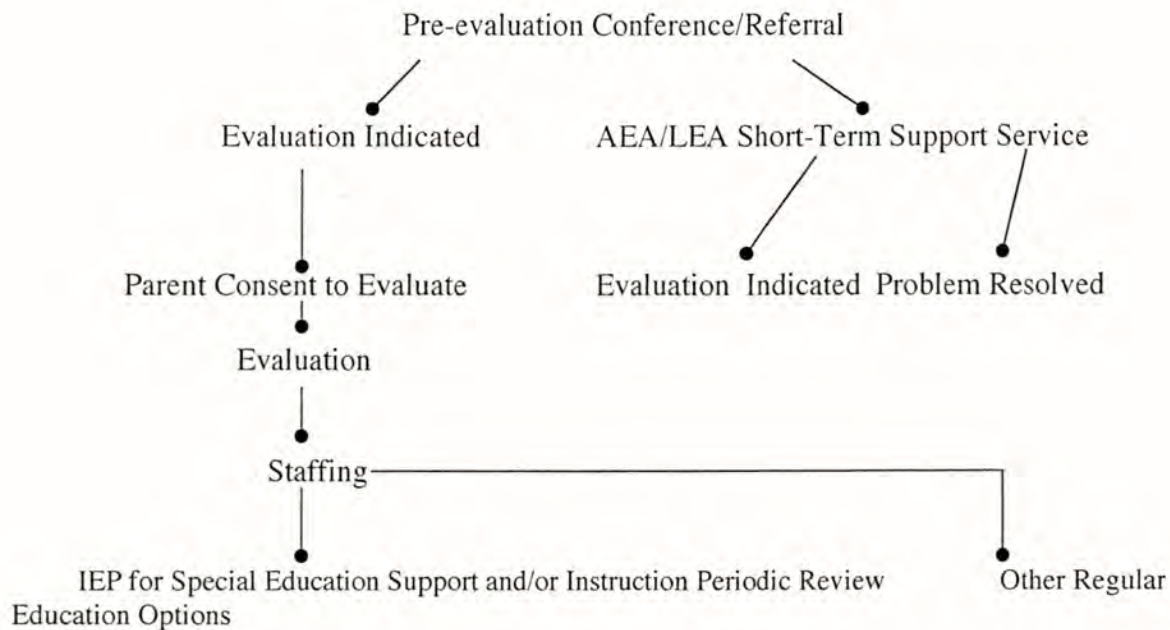 Pre-evaluation Conference/Referral
Evaluation Indicated AEA/LEA Short-Term Support Service
Parent Consent to Evaluate Evaluation Indicated Problem Resolved
Evaluation
Staffing
IEP for Special Education Support and/or Instruction Periodic Review Other Regular
Education Options